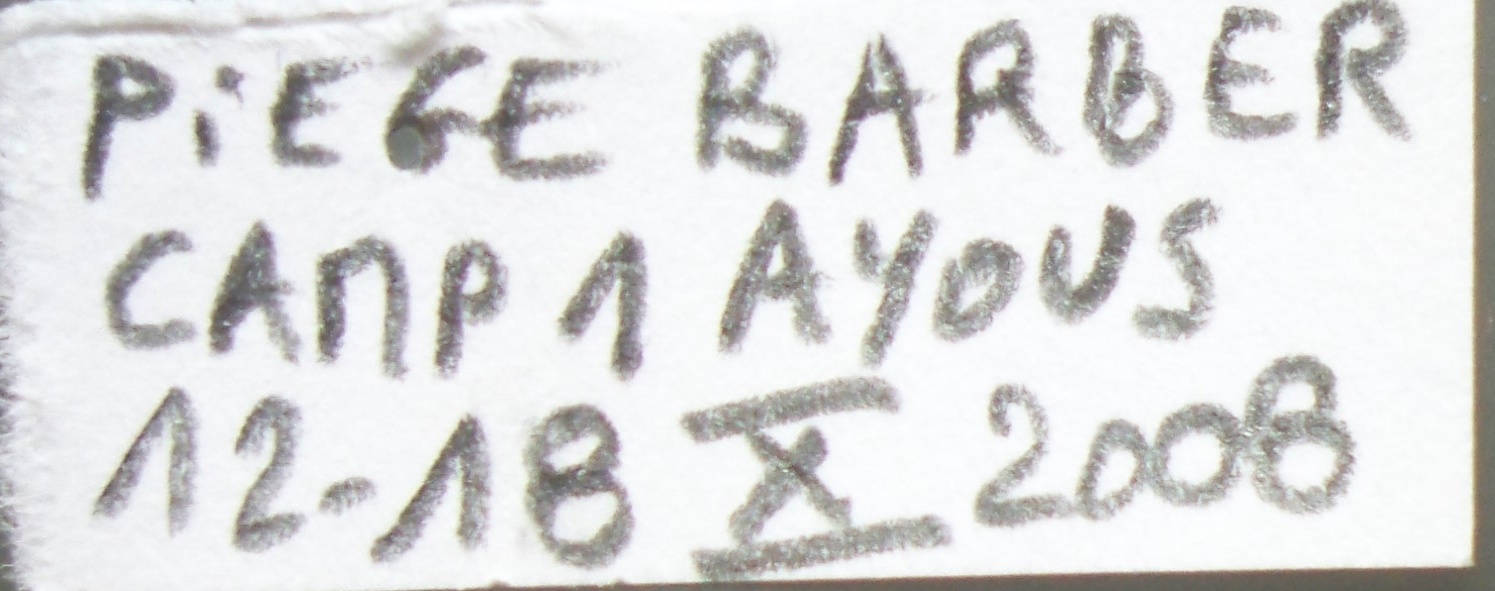 PiEGE BARBER
CAMP 1 AYOUS
12-18 X 2008